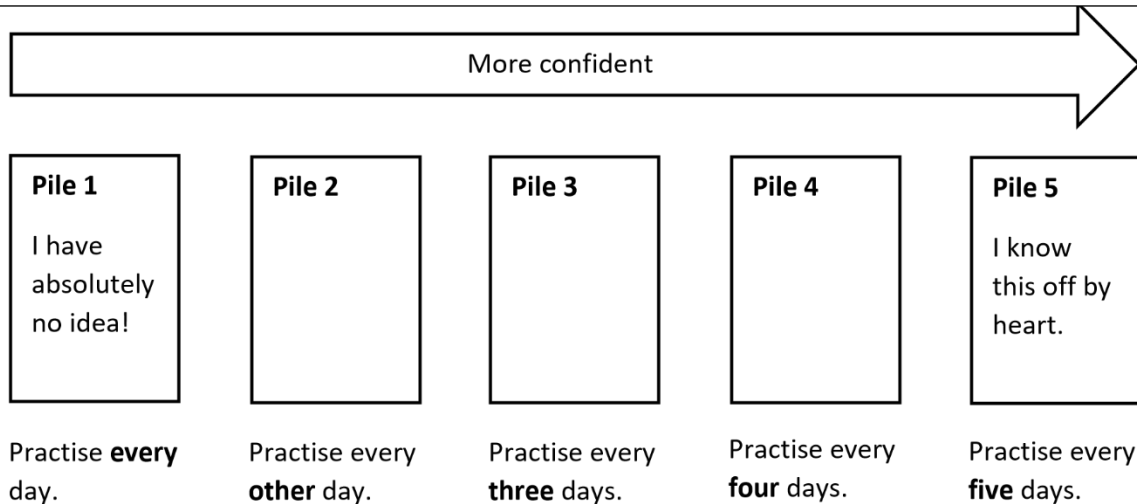 More confident
Pile 1
I have
absolutely
no idea!
Pile 2
Pile 3
Pile 4
Pile 5
I know
this off by
heart.
Practise every
day.
Practise every
other day.
Practise every
three days.
Practise every
four days.
Practise every
five days.